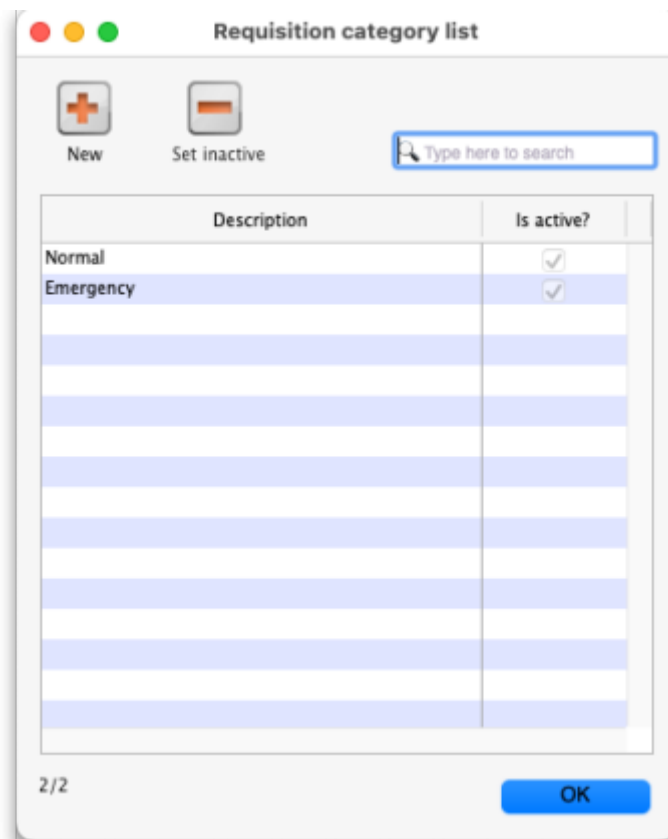 Requisition category list
New
Set inactive
Type here to search
Description
Is active?
Normal
Emergency
2/2
OK